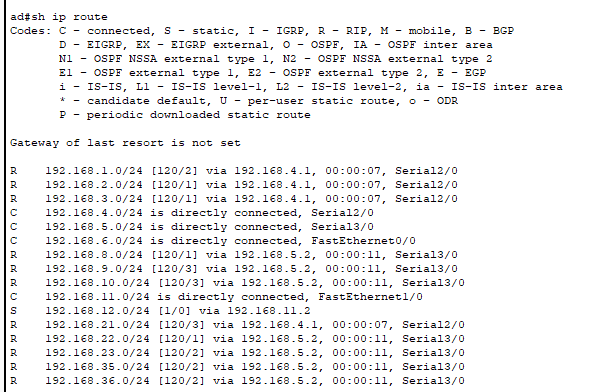 ad#sh ip route
Codes: C - connected, S - static, I - IGRP, R - RIP, M - mobile, B - BGP
       D - EIGRP, EX - EIGRP external, O - OSPF, IA - OSPF inter area
       N1 - OSPF NSSA external type 1, N2 - OSPF NSSA external type 2
       E1 - OSPF external type 1, E2 - OSPF external type 2, E - EGP
       i - IS-IS, L1 - IS-IS level-1, L2 - IS-IS level-2, ia - IS-IS inter area
       * - candidate default, U - per-user static route, o - ODR
       P - periodic downloaded static route
Gateway of last resort is not set
R    192.168.1.0/24 [120/2] via 192.168.4.1, 00:00:07, Serial2/0
R    192.168.2.0/24 [120/1] via 192.168.4.1, 00:00:07, Serial2/0
R    192.168.3.0/24 [120/1] via 192.168.4.1, 00:00:07, Serial2/0
C    192.168.4.0/24 is directly connected, Serial2/0
C    192.168.5.0/24 is directly connected, Serial3/0
C    192.168.6.0/24 is directly connected, FastEthernet0/0
R    192.168.8.0/24 [120/1] via 192.168.5.2, 00:00:11, Serial3/0
R    192.168.9.0/24 [120/3] via 192.168.5.2, 00:00:11, Serial3/0
R    192.168.10.0/24 [120/3] via 192.168.5.2, 00:00:11, Serial3/0
C    192.168.11.0/24 is directly connected, FastEthernet1/0
S    192.168.12.0/24 [1/0] via 192.168.11.2
R    192.168.21.0/24 [120/3] via 192.168.4.1, 00:00:07, Serial2/0
R    192.168.22.0/24 [120/1] via 192.168.5.2, 00:00:11, Serial3/0
R    192.168.23.0/24 [120/2] via 192.168.5.2, 00:00:11, Serial3/0
R    192.168.35.0/24 [120/2] via 192.168.5.2, 00:00:11, Serial3/0
R    192.168.36.0/24 [120/2] via 192.168.5.2, 00:00:11, Serial3/0